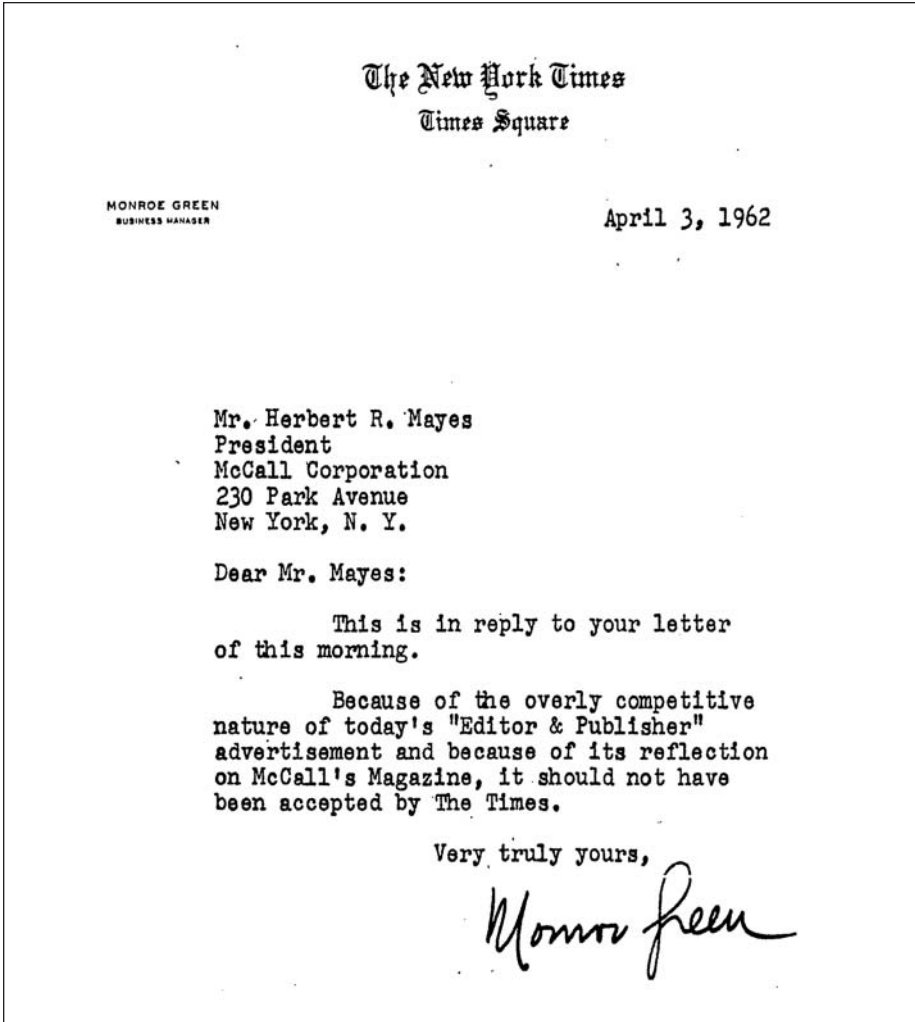 The New York Times
Times Square
MONROE GREEN
BUSINESS MANAGER
April 3, 1962
Mr. Herbert R. Mayes
President
McCall Corporation
230 Park Avenue
New York, N. Y.
Dear Mr. Mayes:
This is in reply to your letter
of this morning.
Because of the overly competitive
nature of today's "Editor & Publisher"
advertisement and because of its reflection
on McCall's Magazine, it should not have
been accepted by The Times.
Very truly yours,
Monroe Green